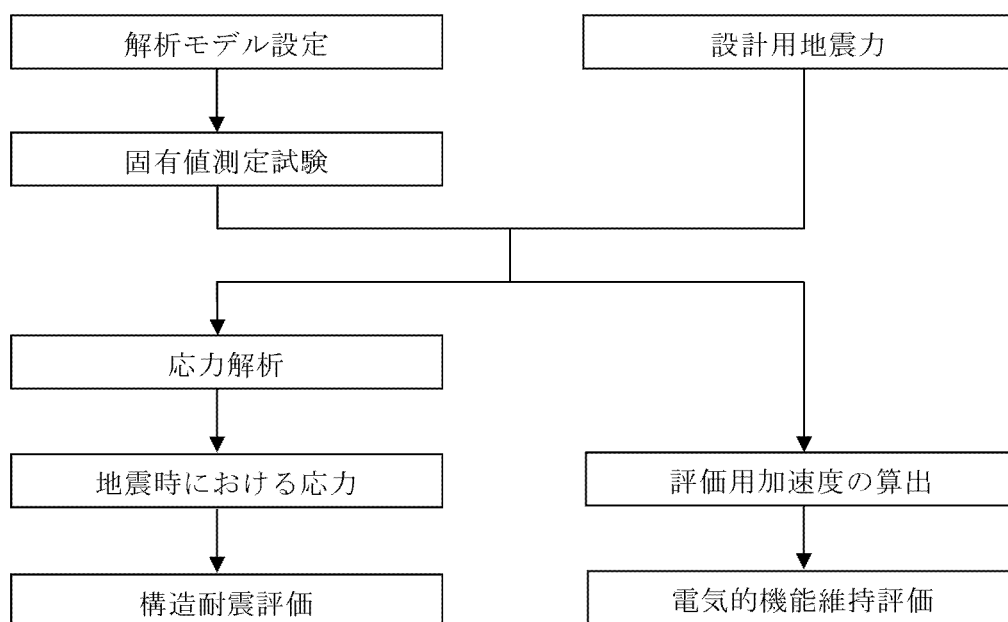 解析モデル設定
設計用地震力
固有値測定試験
応力解析
地震時における応力
評価用加速度の算出
構造耐震評価
電気的機能維持評価